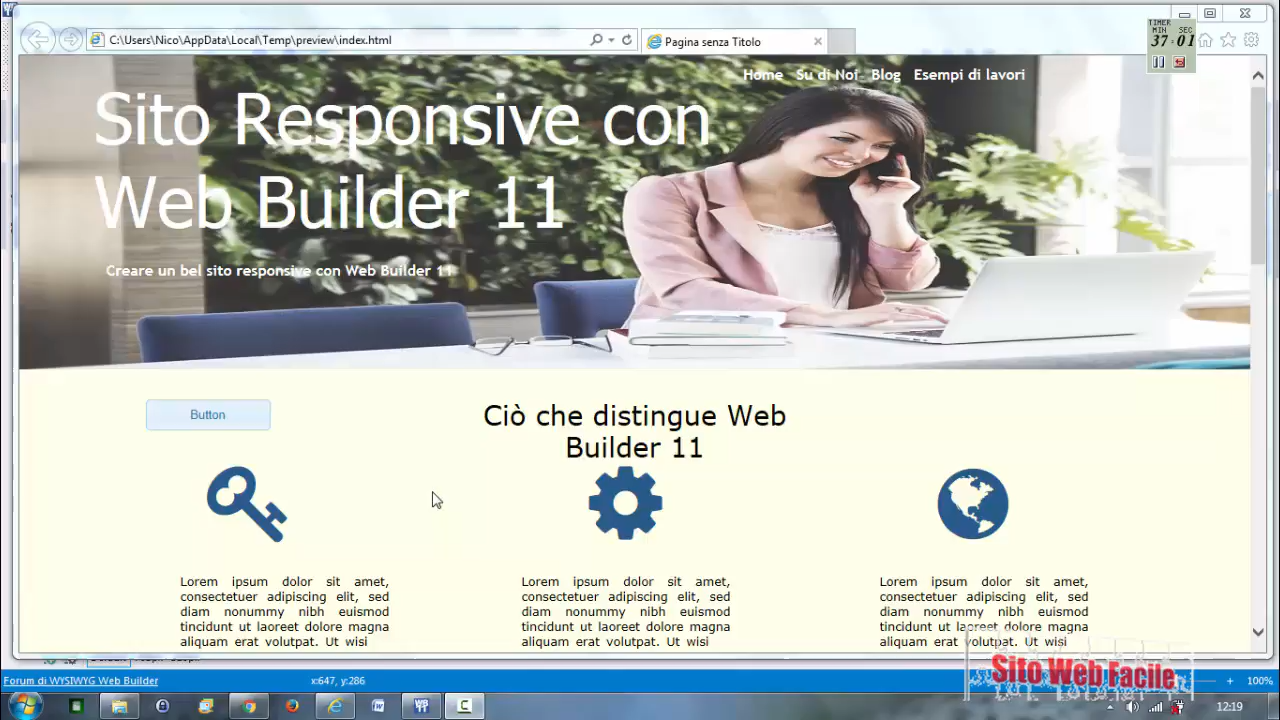 TIMER
MIN SEC
37 01
C:\Users\Nico\AppData\Local\Temp\preview\index.html
Pagina senza Titolo
Home Su di Noi Blog Esempi di lavori
Sito Responsive con
Web Builder 11
Creare un bel sito responsive con Web Builder 11
Button
Ciò che distingue Web
Builder 11
Lorem ipsum dolor sit amet,
consectetuer adipiscing elit, sed
diam nonummy nibh euismod
tincidunt ut laoreet dolore magna
aliquam erat volutpat. Ut wisi
Lorem ipsum dolor sit amet,
consectetuer adipiscing elit, sed
diam nonummy nibh euismod
tincidunt ut laoreet dolore magna
aliquam erat volutpat. Ut wisi
Lorem ipsum dolor sit amet,
consectetuer adipiscing elit, sed
diam nonummy nibh euismod
tincidunt ut laoreet dolore magna
aliquam erat volutpat. Ut wisi
Sito Web Facile
Forum di WYSIWYG Web Builder
x:647, y:286
100%
12:19